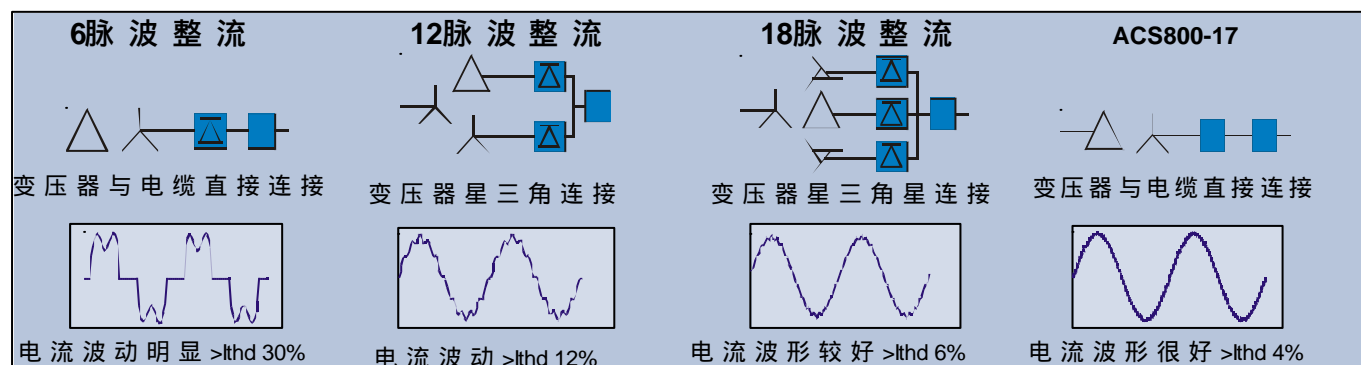 6脉波整流
12脉波整流
18脉波整流
ACS800-17
变压器与电缆直接连接
变压器星三角连接
变压器星三角星连接
变压器与电缆直接连接
电流波动明显>Ithd 30%
电流波动>Ithd 12%
电流波形较好>Ithd 6%
电流波形很好>Ithd 4%